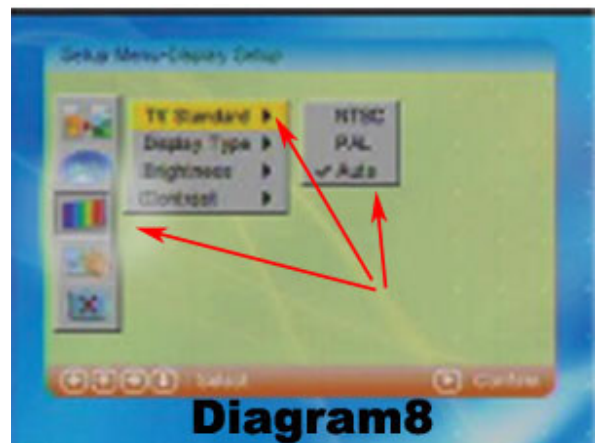 Setup Menu-Display Setup
TV Standard
Display Type
Brightness
Contrast
NTSC
PAL
Auto
Select
Confirm
Diagram8